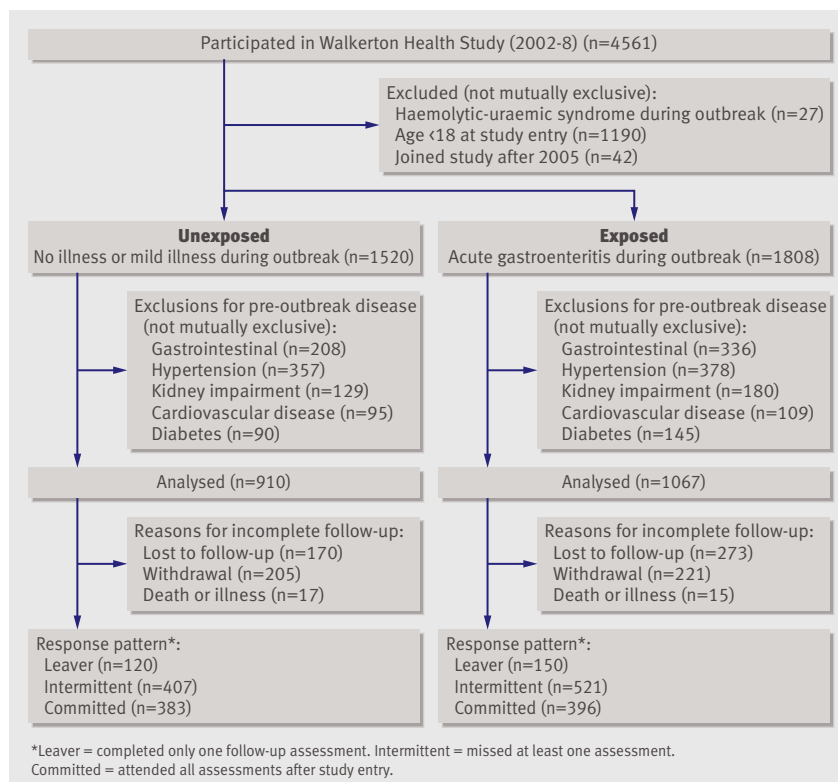 Participated in Walkerton Health Study (2002-8) (n=4561)
Excluded (not mutually exclusive):
Haemolytic-uraemic syndrome during outbreak (n=27)
Age <18 at study entry (n=1190)
Joined study after 2005 (n=42)
Unexposed
No illness or mild illness during outbreak (n=1520)
Exclusions for pre-outbreak disease
(not mutually exclusive):
Gastrointestinal (n=208)
Hypertension (n=357)
Kidney impairment (n=129)
Cardiovascular disease (n=95)
Diabetes (n=90)
Analysed (n=910)
Reasons for incomplete follow-up:
Lost to follow-up (n=170)
Withdrawal (n=205)
Death or illness (n=17)
Response pattern*:
Leaver (n=120)
Intermittent (n=407)
Committed (n=383)
Exposed
Acute gastroenteritis during outbreak (n=1808)
Exclusions for pre-outbreak disease
(not mutually exclusive):
Gastrointestinal (n=336)
Hypertension (n=378)
Kidney impairment (n=180)
Cardiovascular disease (n=109)
Diabetes (n=145)
Analysed (n=1067)
Reasons for incomplete follow-up:
Lost to follow-up (n=273)
Withdrawal (n=221)
Death or illness (n=15)
Response pattern*:
Leaver (n=150)
Intermittent (n=521)
Committed (n=396)
*Leaver = completed only one follow-up assessment. Intermittent = missed at least one assessment.
Committed = attended all assessments after study entry.